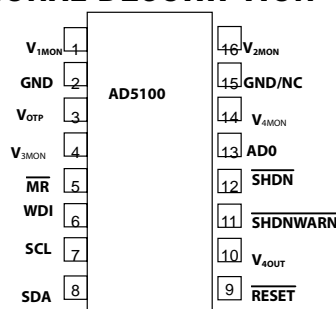 V1MON 1 16 V2MON
GND 2 AD5100 15 GND/NC
VOTP 3 14 V4MON
V3MON 4 13 AD0
MR 5 12 SHDN
WDI 6 11 SHDNWARN
SCL 7 10 V4OUT
SDA 8 9 RESET